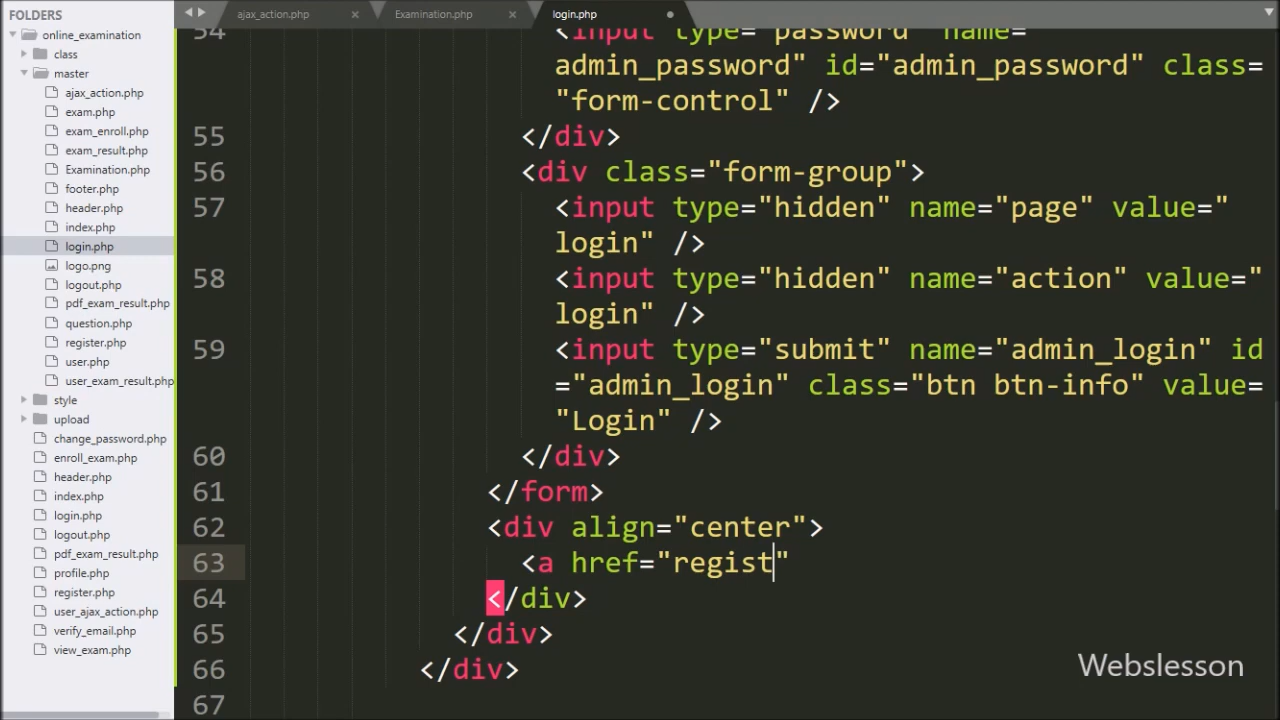 FOLDERS
online_examination
class
master
ajax_action.php
exam.php
exam_enroll.php
exam_result.php
Examination.php
footer.php
header.php
index.php
login.php
logo.png
logout.php
pdf_exam_result.php
question.php
register.php
user.php
user_exam_result.php
style
upload
change_password.php
enroll_exam.php
header.php
index.php
login.php
logout.php
pdf_exam_result.php
profile.php
register.php
user_ajax_action.php
verify_email.php
view_exam.php
ajax_action.php × Examination.php × login.php
54 <input type="password" name=
admin_password" id="admin_password" class=
"form-control" />
55 </div>
56 <div class="form-group">
57 <input type="hidden" name="page" value="
login" />
58 <input type="hidden" name="action" value="
login" />
59 <input type="submit" name="admin_login" id
="admin_login" class="btn btn-info" value=
"Login" />
60 </div>
61 </form>
62 <div align="center">
63 <a href="regist"
64 </div>
65 </div>
66 </div>
67
Webslesson